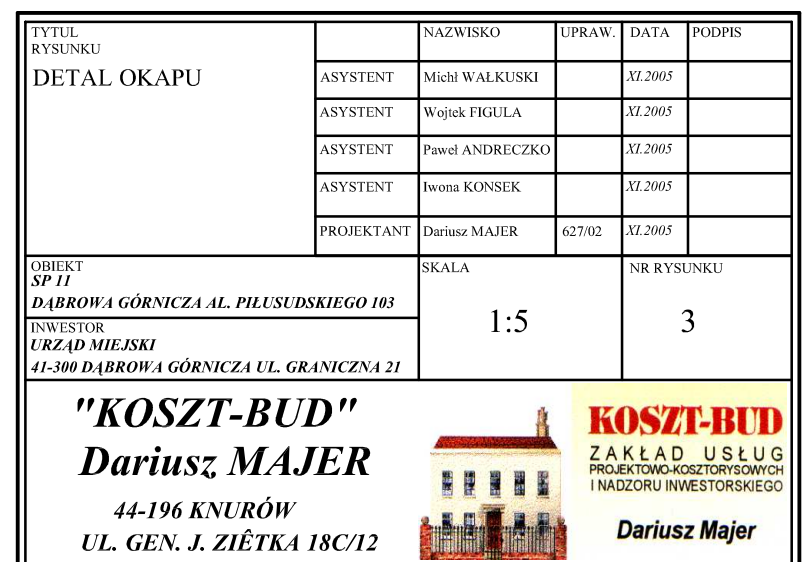 TYTUL
RYSUNKU
DETAL OKAPU
NAZWISKO UPRAW. DATA PODPIS
ASYSTENT Michł WAŁKUSKI XI.2005
ASYSTENT Wojtek FIGULA XI.2005
ASYSTENT Paweł ANDRECZKO XI.2005
ASYSTENT Iwona KONSEK XI.2005
PROJEKTANT Dariusz MAJER 627/02 XI.2005
OBIEKT
SP 11
DĄBROWA GÓRNICZA AL. PIŁUSUDSKIEGO 103
INWESTOR
URZĄD MIEJSKI
41-300 DĄBROWA GÓRNICZA UL. GRANICZNA 21
SKALA
1:5
NR RYSUNKU
3
"KOSZT-BUD"
Dariusz MAJER
44-196 KNURÓW
UL. GEN. J. ZIÊTKA 18C/12
KOSZT-BUD
ZAKŁAD USŁUG
PROJEKTOWO-KOSZTORYSOWYCH
I NADZORU INWESTORSKIEGO
Dariusz Majer